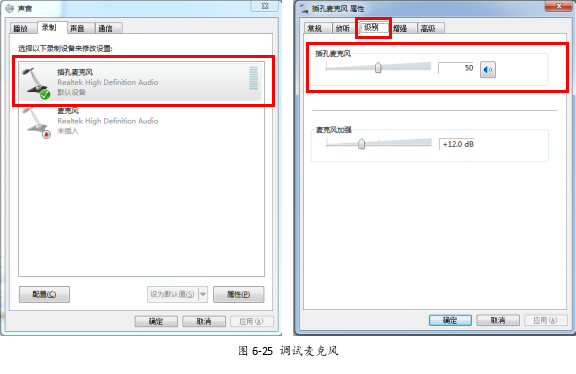 声音
播放 录制 声音 通信
选择以下录制设备来修改设置:
插孔麦克风
Realtek High Definition Audio
默认设备
麦克风
Realtek High Definition Audio
未插入
配置(C)
设为默认值(S)
属性(P)
确定 取消 应用(A)
插孔麦克风 属性
常规 侦听 级别 增强 高级
插孔麦克风
50
麦克风加强
+12.0 dB
确定 取消 应用(A)
图 6-25 调试麦克风